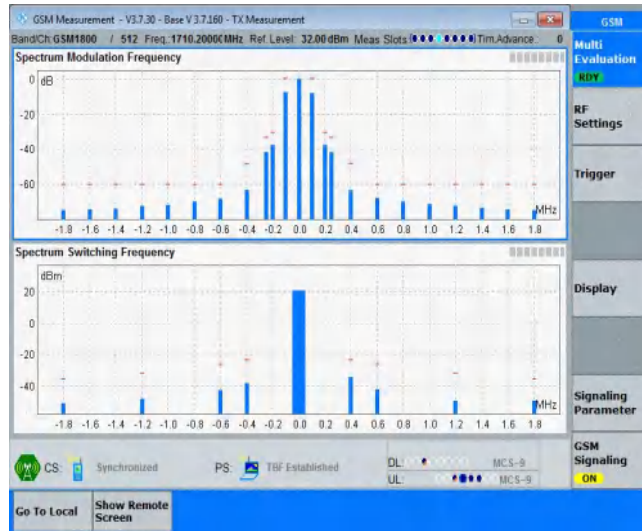 GSM Measurement - V3.7.30 - Base V 3.7.160 - TX Measurement
GSM
Band/Ch: GSM1800 / 512 Freq.: 1710.20000 MHz Ref. Level: 32.00 dBm Meas Slots Tim.Advance: 0
Multi
Evaluation
RDY
Spectrum Modulation Frequency
dB
0
-20
-40
-60
MHz
-1.8 -1.6 -1.4 -1.2 -1.0 -0.8 -0.6 -0.4 -0.2 0.0 0.2 0.4 0.6 0.8 1.0 1.2 1.4 1.6 1.8
RF
Settings
Trigger
Spectrum Switching Frequency
dBm
20
0
-20
-40
MHz
-1.8 -1.6 -1.4 -1.2 -1.0 -0.8 -0.6 -0.4 -0.2 0.0 0.2 0.4 0.6 0.8 1.0 1.2 1.4 1.6 1.8
Display
Signaling
Parameter
GSM
Signaling
ON
CS: Synchronized PS: TBF Established
DL: MCS-9
UL: MCS-9
Go To Local
Show Remote
Screen